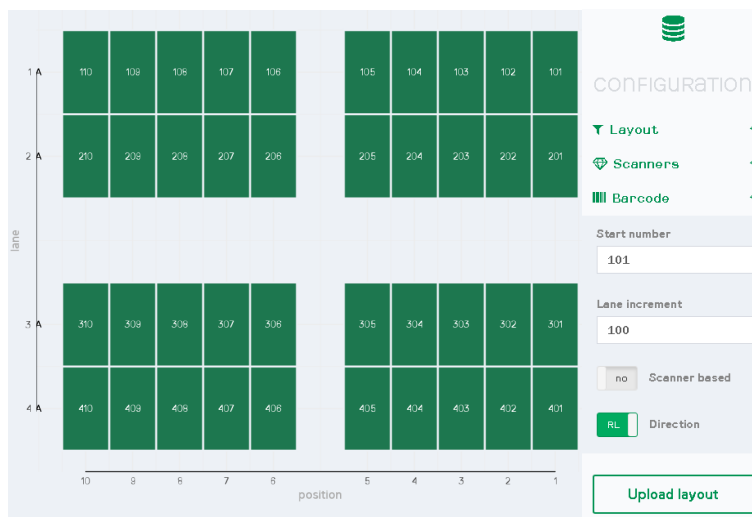 CONFIGURATION
1 A 110 109 108 107 106 105 104 103 102 101
2 A 210 209 208 207 206 205 204 203 202 201
3 A 310 309 308 307 306 305 304 303 302 301
4 A 410 409 408 407 406 405 404 403 402 401
10 9 8 7 6 5 4 3 2 1
position
lane
Layout
Scanners
Barcode
Start number
101
Lane increment
100
no Scanner based
RL Direction
Upload layout